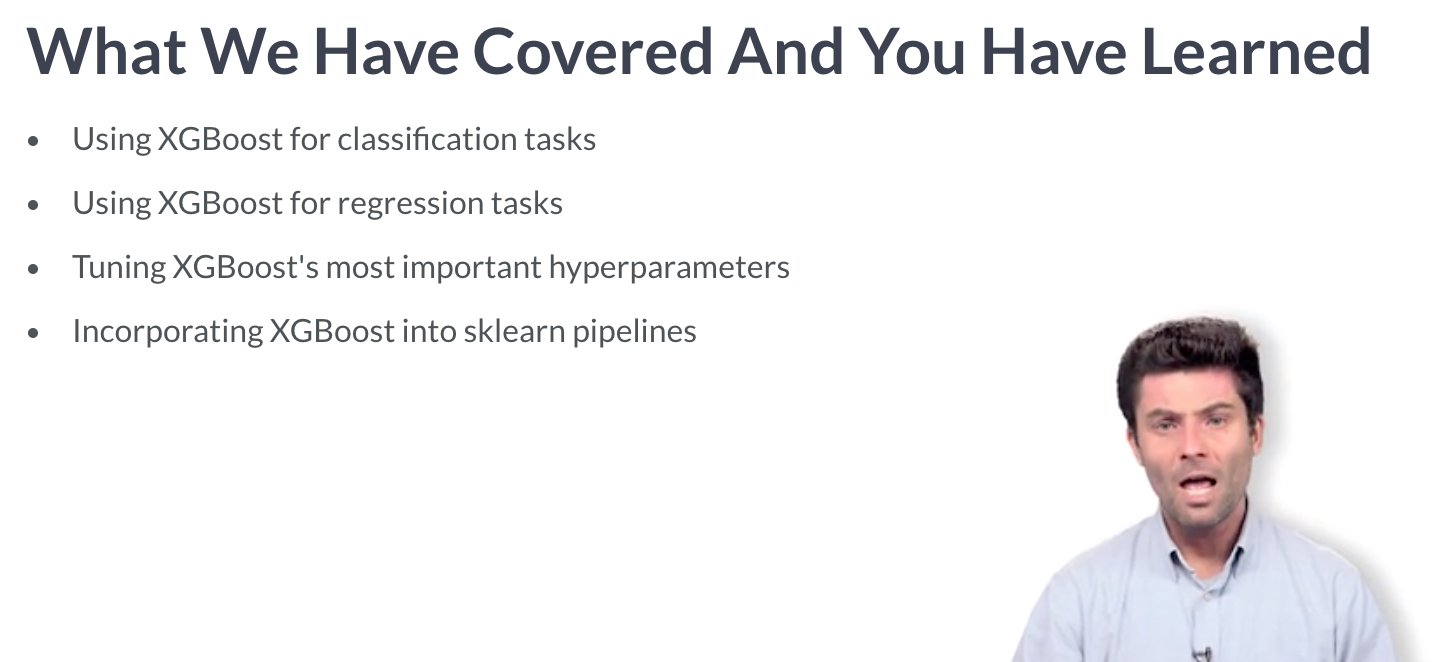 What We Have Covered And You Have Learned
• Using XGBoost for classification tasks
• Using XGBoost for regression tasks
• Tuning XGBoost's most important hyperparameters
• Incorporating XGBoost into sklearn pipelines